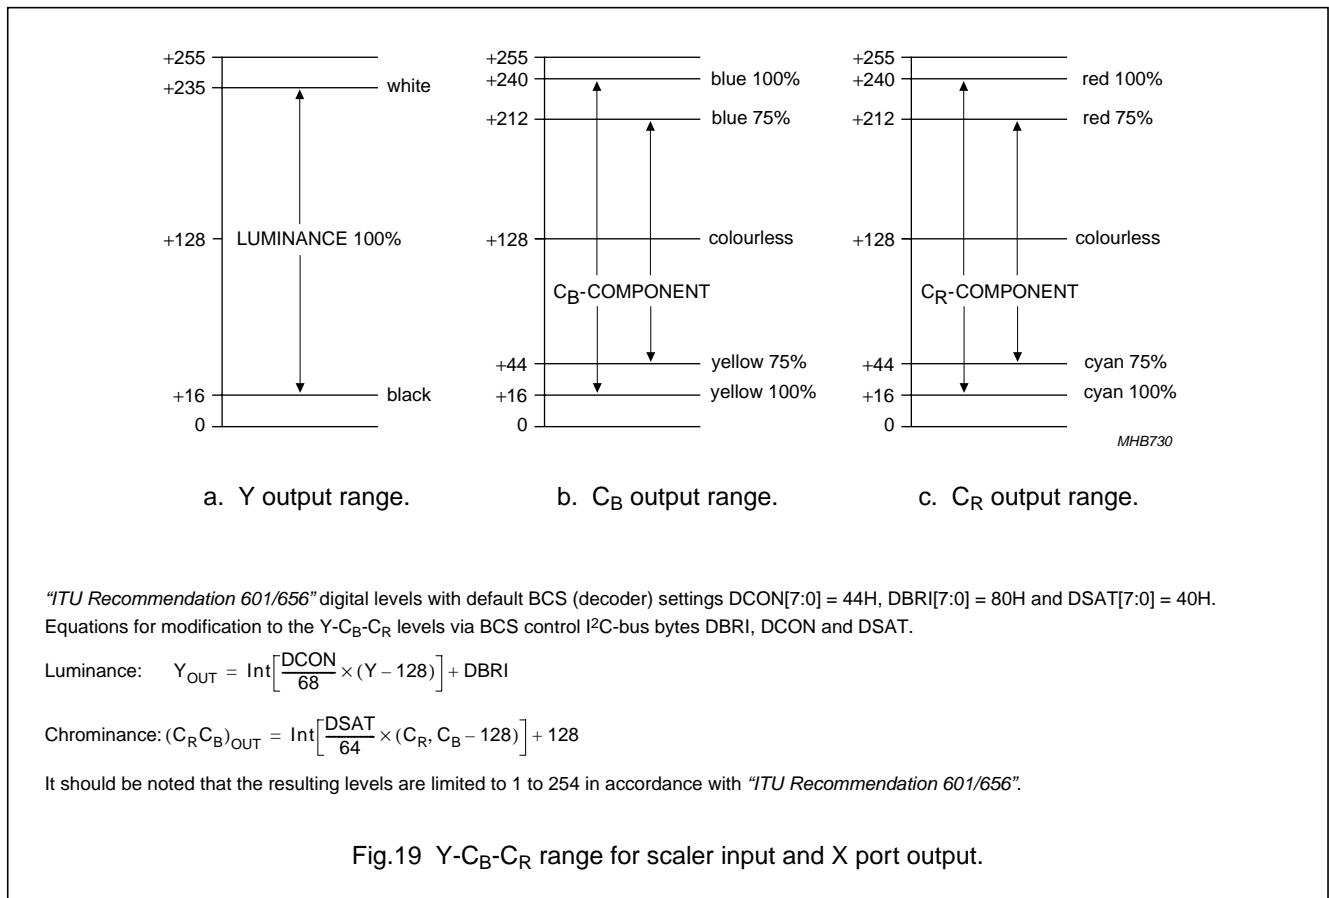 +255
+235
white
+128
LUMINANCE 100%
+16
black
0
+255
+240
blue 100%
+212
blue 75%
+128
colourless
CB-COMPONENT
+44
yellow 75%
+16
yellow 100%
0
+255
+240
red 100%
+212
red 75%
+128
colourless
CR-COMPONENT
+44
cyan 75%
+16
cyan 100%
0
MHB730
a. Y output range.
b. CB output range.
c. CR output range.
“ITU Recommendation 601/656” digital levels with default BCS (decoder) settings DCON[7:0] = 44H, DBRI[7:0] = 80H and DSAT[7:0] = 40H.
Equations for modification to the Y-CB-CR levels via BCS control I²C-bus bytes DBRI, DCON and DSAT.
Luminance: YOUT = Int[DCON/68 × (Y – 128)] + DBRI
Chrominance: (CRCB)OUT = Int[DSAT/64 × (CR, CB – 128)] + 128
It should be noted that the resulting levels are limited to 1 to 254 in accordance with “ITU Recommendation 601/656”.
Fig.19 Y-CB-CR range for scaler input and X port output.